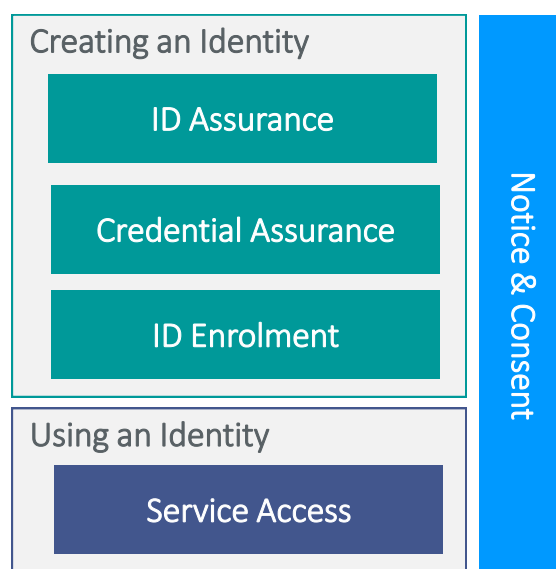 Creating an Identity
ID Assurance
Credential Assurance
ID Enrolment
Using an Identity
Service Access
Notice & Consent